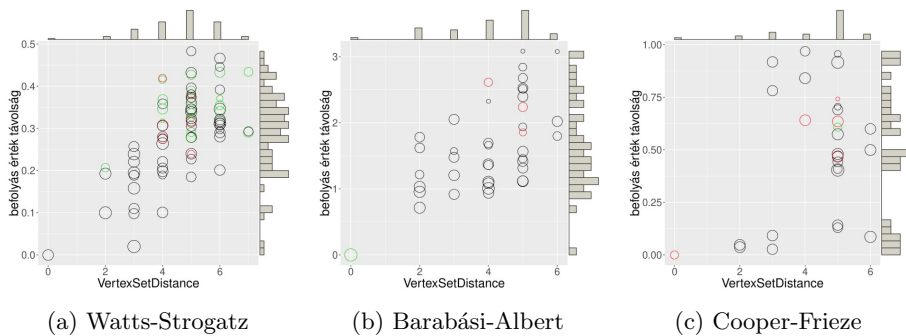 befolyás érték távolság
0.5
0.4
0.3
0.2
0.1
0.0
0 2 4 6
VertexSetDistance
(a) Watts-Strogatz
befolyás érték távolság
3
2
1
0
0 2 4 6
VertexSetDistance
(b) Barabási-Albert
befolyás érték távolság
1.00
0.75
0.50
0.25
0.00
0 2 4 6
VertexSetDistance
(c) Cooper-Frieze